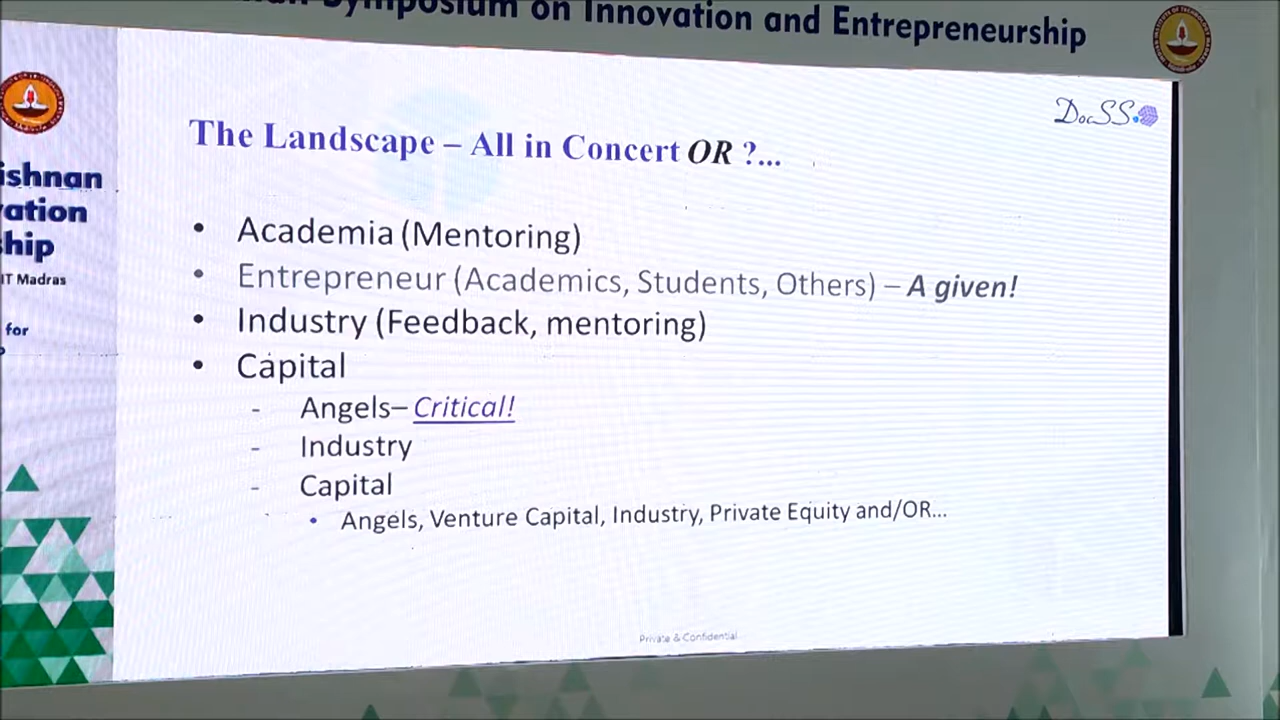 Symposium on Innovation and Entrepreneurship
DocSS
ishnan
ation
hip
IT Madras
for
The Landscape – All in Concert OR ?...
• Academia (Mentoring)
• Entrepreneur (Academics, Students, Others) – A given!
• Industry (Feedback, mentoring)
• Capital
- Angels– Critical!
- Industry
- Capital
• Angels, Venture Capital, Industry, Private Equity and/OR...
Private & Confidential